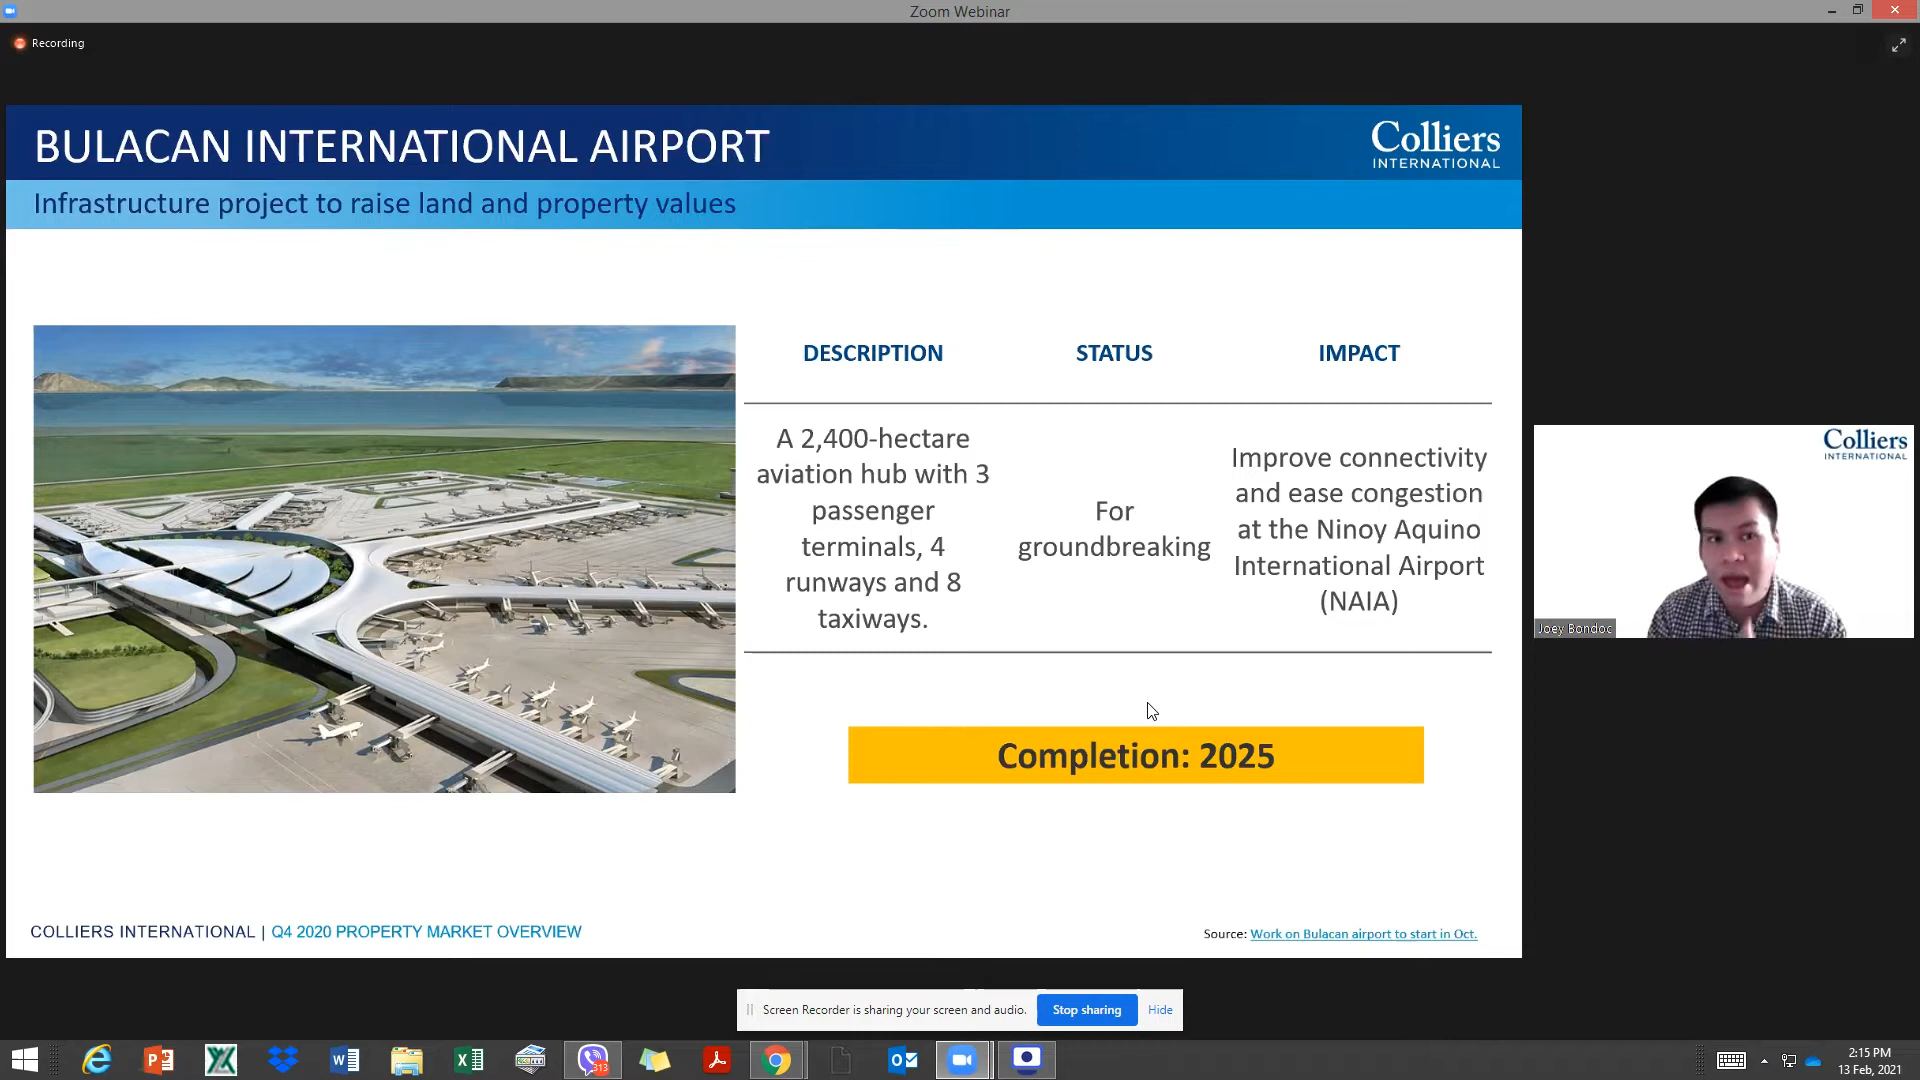 Zoom Webinar
Recording
BULACAN INTERNATIONAL AIRPORT
Colliers
INTERNATIONAL
Infrastructure project to raise land and property values
DESCRIPTION
STATUS
IMPACT
A 2,400-hectare
aviation hub with 3
passenger
terminals, 4
runways and 8
taxiways.
For
groundbreaking
Improve connectivity
and ease congestion
at the Ninoy Aquino
International Airport
(NAIA)
Completion: 2025
COLLIERS INTERNATIONAL | Q4 2020 PROPERTY MARKET OVERVIEW
Source: Work on Bulacan airport to start in Oct.
Colliers
INTERNATIONAL
Joey Bondoc
Screen Recorder is sharing your screen and audio.
Stop sharing
Hide
313
2:15 PM
13 Feb, 2021